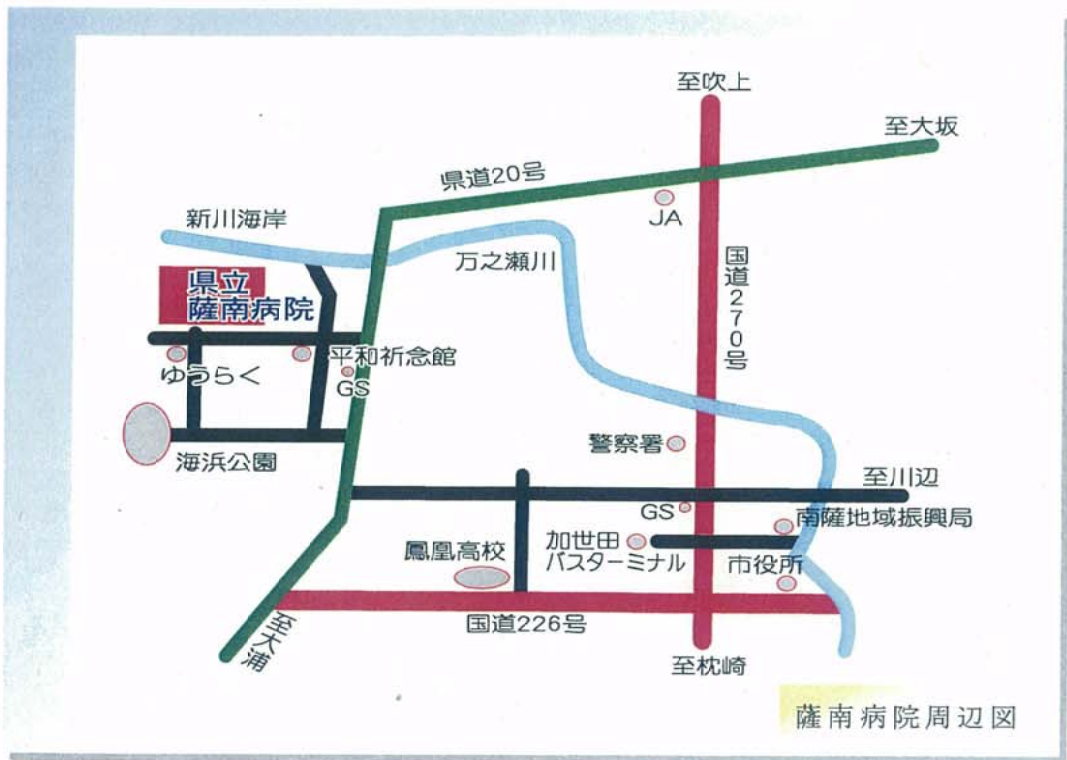 至吹上
至大坂
県道20号
JA
新川海岸
万之瀬川
国道270号
県立
薩南病院
平和祈念館
ゆうらく
GS
海浜公園
警察署
至川辺
GS
南薩地域振興局
加世田
バスターミナル
鳳凰高校
市役所
国道226号
至大浦
至枕崎
薩南病院周辺図